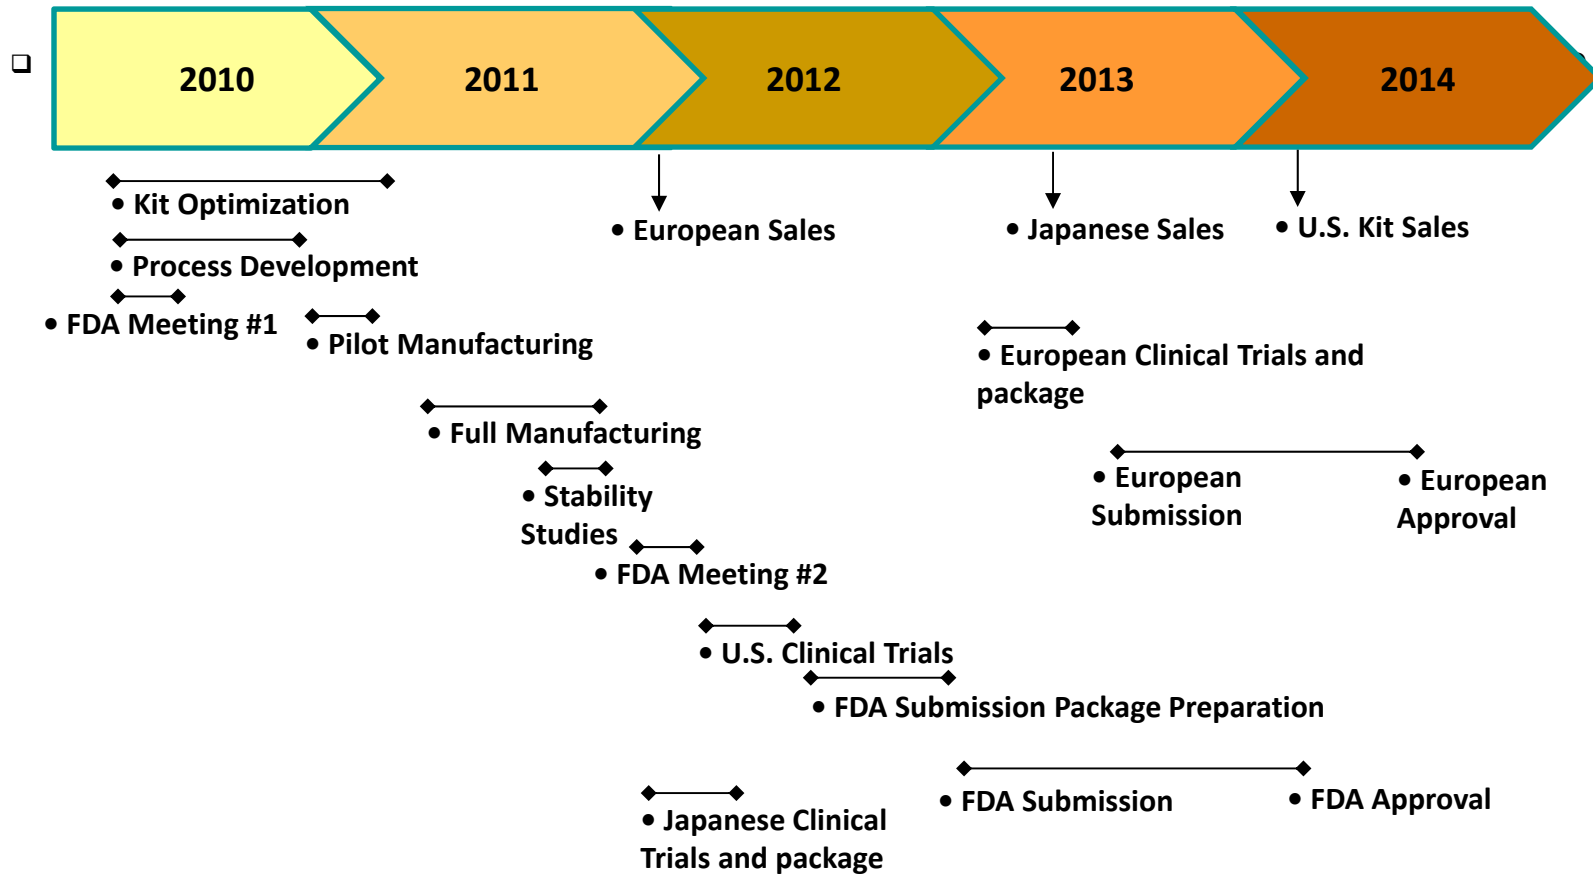 2010
2011
2012
2013
2014
• Kit Optimization
• European Sales
• Japanese Sales
• U.S. Kit Sales
• Process Development
• FDA Meeting #1
• Pilot Manufacturing
• European Clinical Trials and
package
• Full Manufacturing
• Stability
Studies
• European
Submission
• European
Approval
• FDA Meeting #2
• U.S. Clinical Trials
• FDA Submission Package Preparation
• FDA Submission
• FDA Approval
• Japanese Clinical
Trials and package